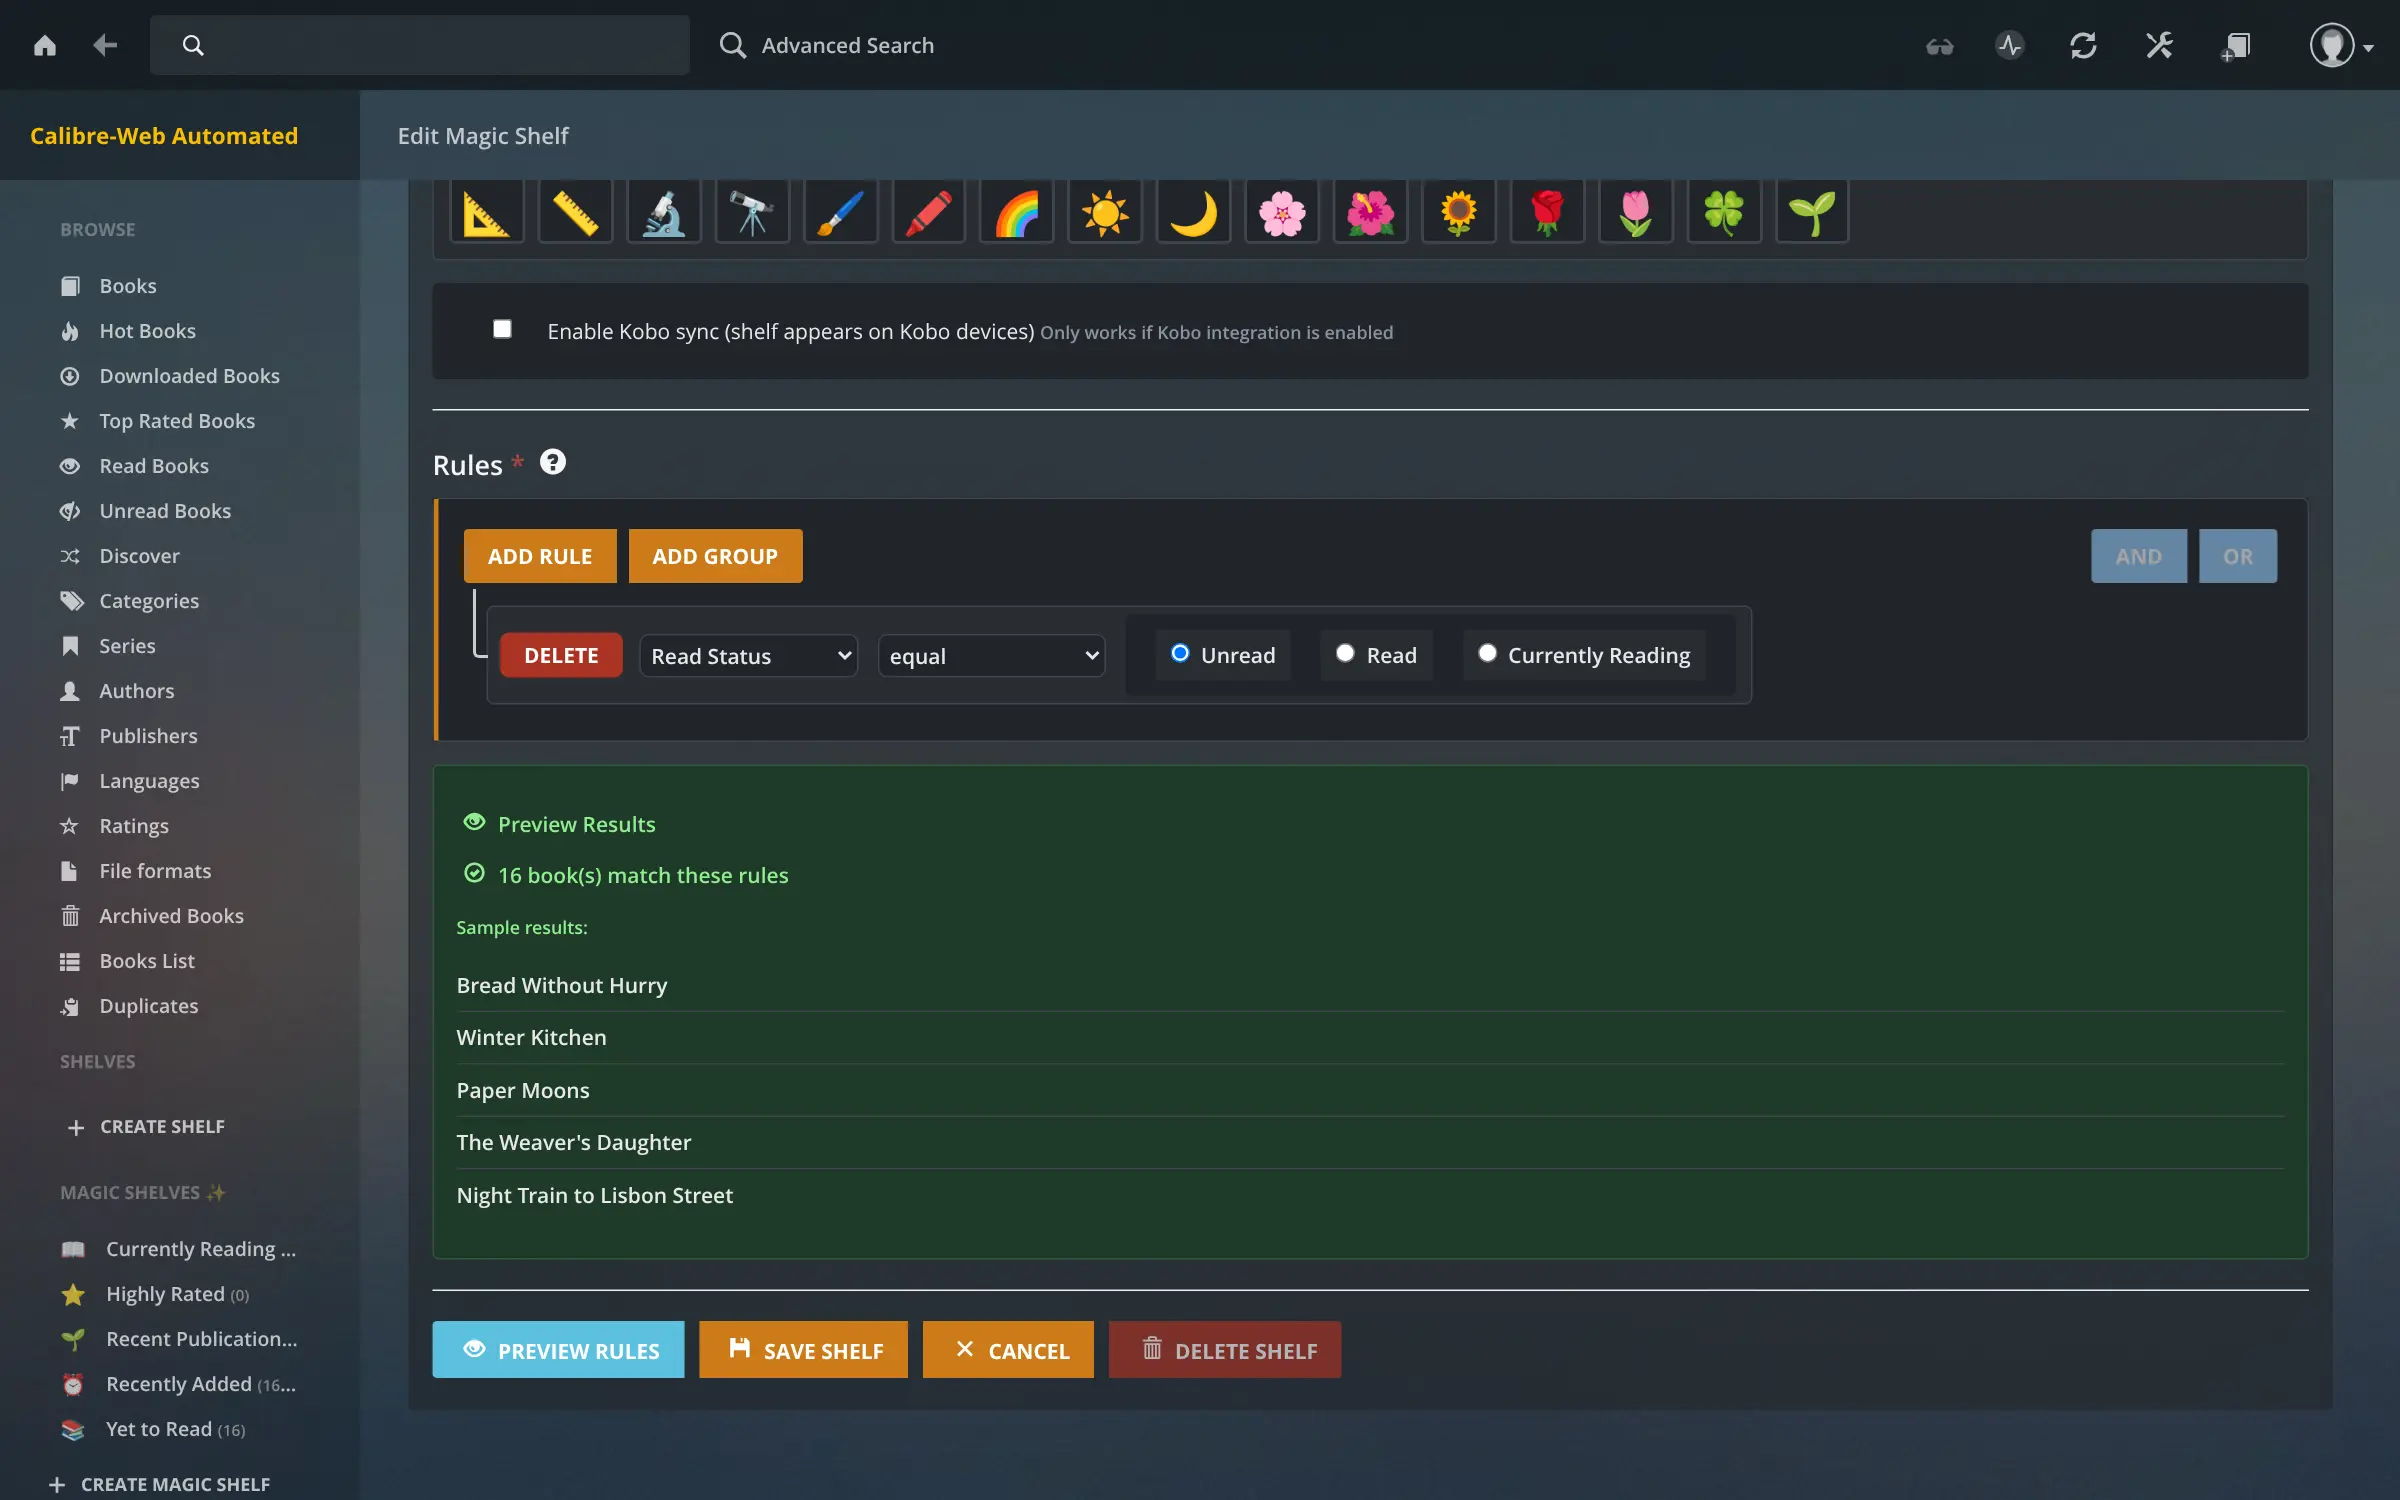 Advanced Search
Calibre-Web Automated
Edit Magic Shelf
BROWSE
Books
Hot Books
Downloaded Books
Top Rated Books
Read Books
Unread Books
Discover
Categories
Series
Authors
Publishers
Languages
Ratings
File formats
Archived Books
Books List
Duplicates
SHELVES
CREATE SHELF
MAGIC SHELVES ✨
Currently Reading ...
Highly Rated (0)
Recent Publication...
Recently Added (16...
Yet to Read (16)
CREATE MAGIC SHELF
Enable Kobo sync (shelf appears on Kobo devices) Only works if Kobo integration is enabled
Rules *
ADD RULE ADD GROUP AND OR
DELETE Read Status equal Unread Read Currently Reading
Preview Results
16 book(s) match these rules
Sample results:
Bread Without Hurry
Winter Kitchen
Paper Moons
The Weaver's Daughter
Night Train to Lisbon Street
PREVIEW RULES SAVE SHELF CANCEL DELETE SHELF